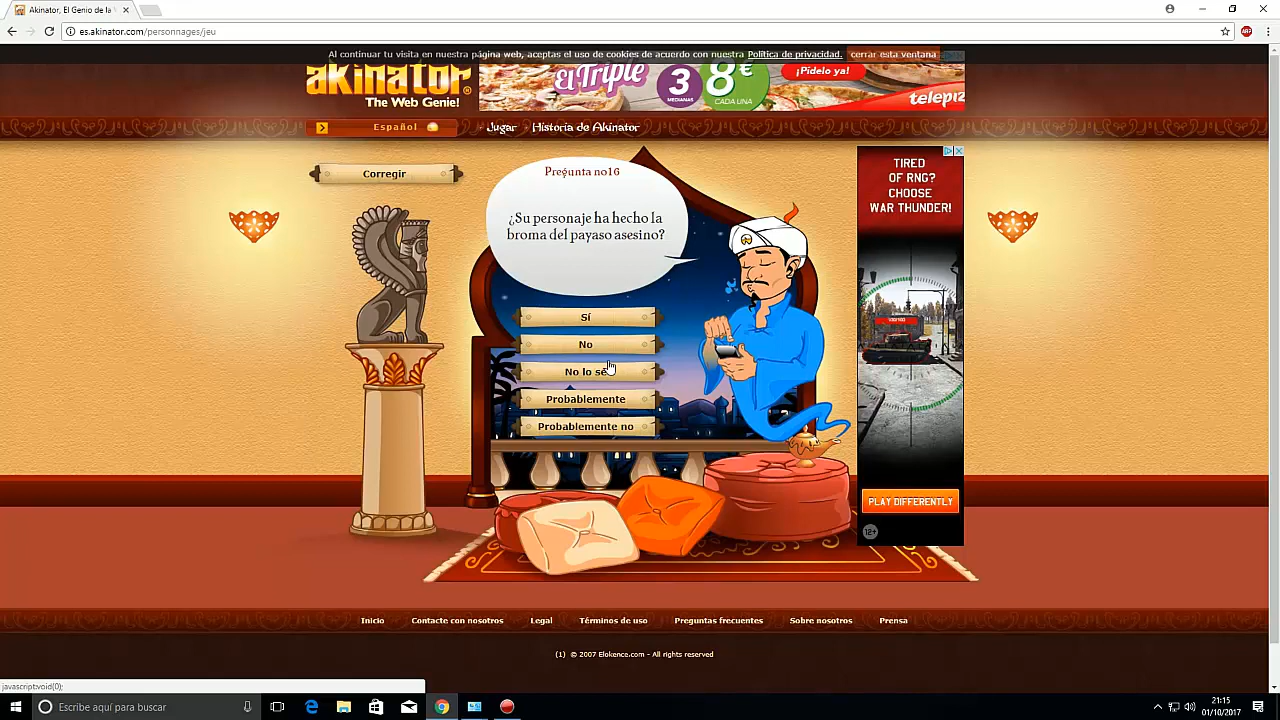 Akinator, El Genio de la
es.akinator.com/personnages/jeu
Al continuar tu visita en nuestra página web, aceptas el uso de cookies de acuerdo con nuestra Política de privacidad. cerrar esta ventana
akinator®
The Web Genie!
El Triple 3 MEDIANAS 8€ CADA UNA
¡Pídelo ya!
telepiz
Español
Jugar
Historia de Akinator
Corregir
Pregunta no16
¿Su personaje ha hecho la
broma del payaso asesino?
Sí
No
No lo sé
Probablemente
Probablemente no
TIRED
OF RNG?
CHOOSE
WAR THUNDER!
PLAY DIFFERENTLY
12+
Inicio Contacte con nosotros Legal Términos de uso Preguntas frecuentes Sobre nosotros Prensa
(1) © 2007 Elokence.com - All rights reserved
javascript:void(0);
Escribe aquí para buscar
21:15
01/10/2017